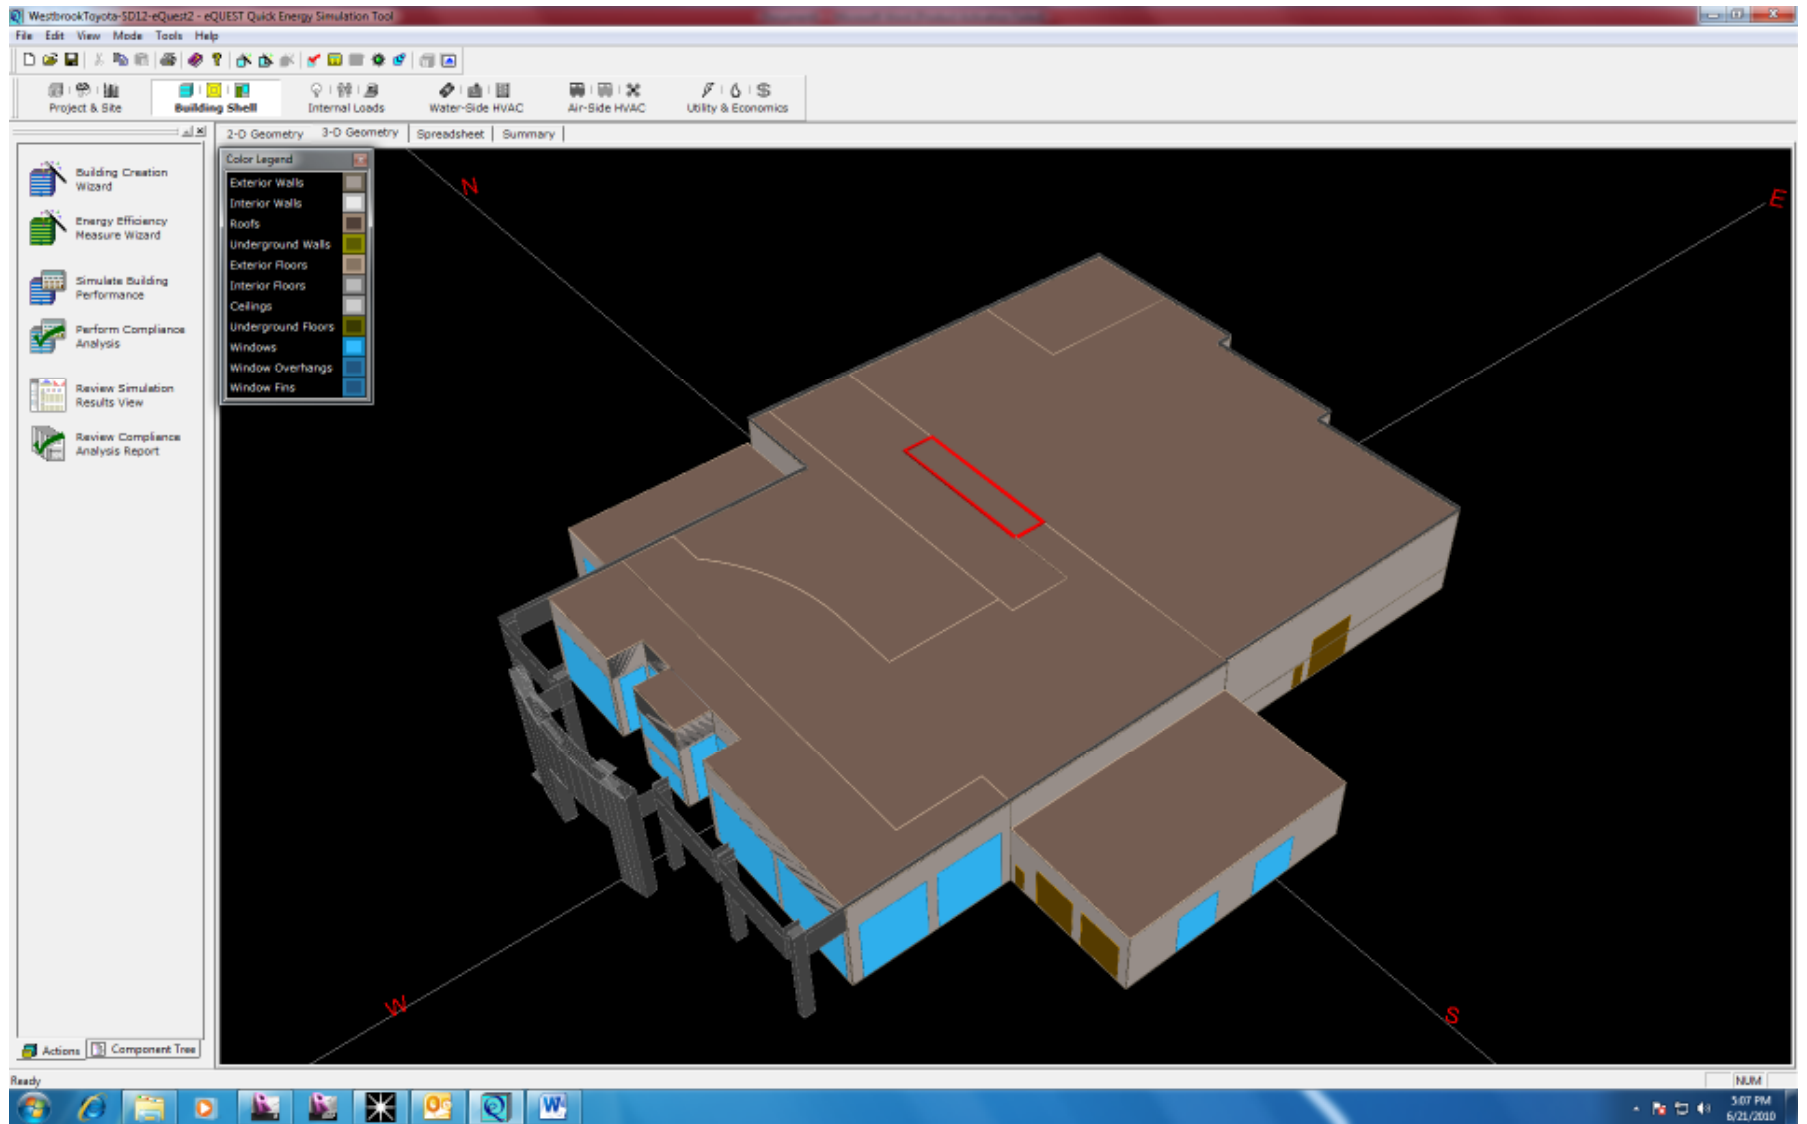 WestbrookToyota-SD12-eQuest2 - eQUEST Quick Energy Simulation Tool
File Edit View Mode Tools Help
Project & Site Building Shell Internal Loads Water-Side HVAC Air-Side HVAC Utility & Economics
2-D Geometry 3-D Geometry Spreadsheet Summary
Building Creation
Wizard
Energy Efficiency
Measure Wizard
Simulate Building
Performance
Perform Compliance
Analysis
Review Simulation
Results View
Review Compliance
Analysis Report
Color Legend
Exterior Walls
Interior Walls
Roofs
Underground Walls
Exterior Floors
Interior Floors
Ceilings
Underground Floors
Windows
Window Overhangs
Window Fins
N
E
W
S
Actions Component Tree
Ready
NUM
5:07 PM
6/21/2010